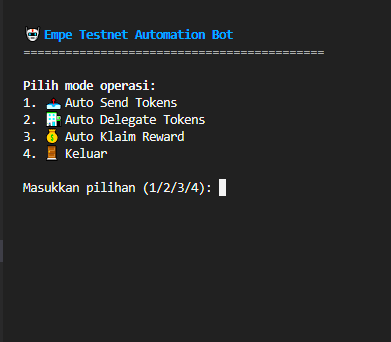 🤖 Empe Testnet Automation Bot
===========================================
Pilih mode operasi:
1. 📤 Auto Send Tokens
2. 🏦 Auto Delegate Tokens
3. 💰 Auto Klaim Reward
4. 🚪 Keluar
Masukkan pilihan (1/2/3/4):